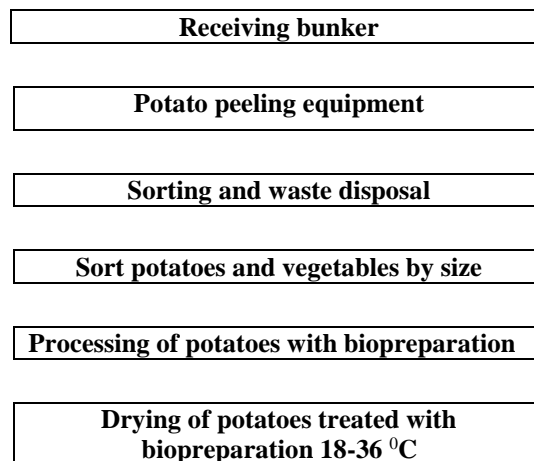 Receiving bunker
Potato peeling equipment
Sorting and waste disposal
Sort potatoes and vegetables by size
Processing of potatoes with biopreparation
Drying of potatoes treated with
biopreparation 18-36 ⁰C